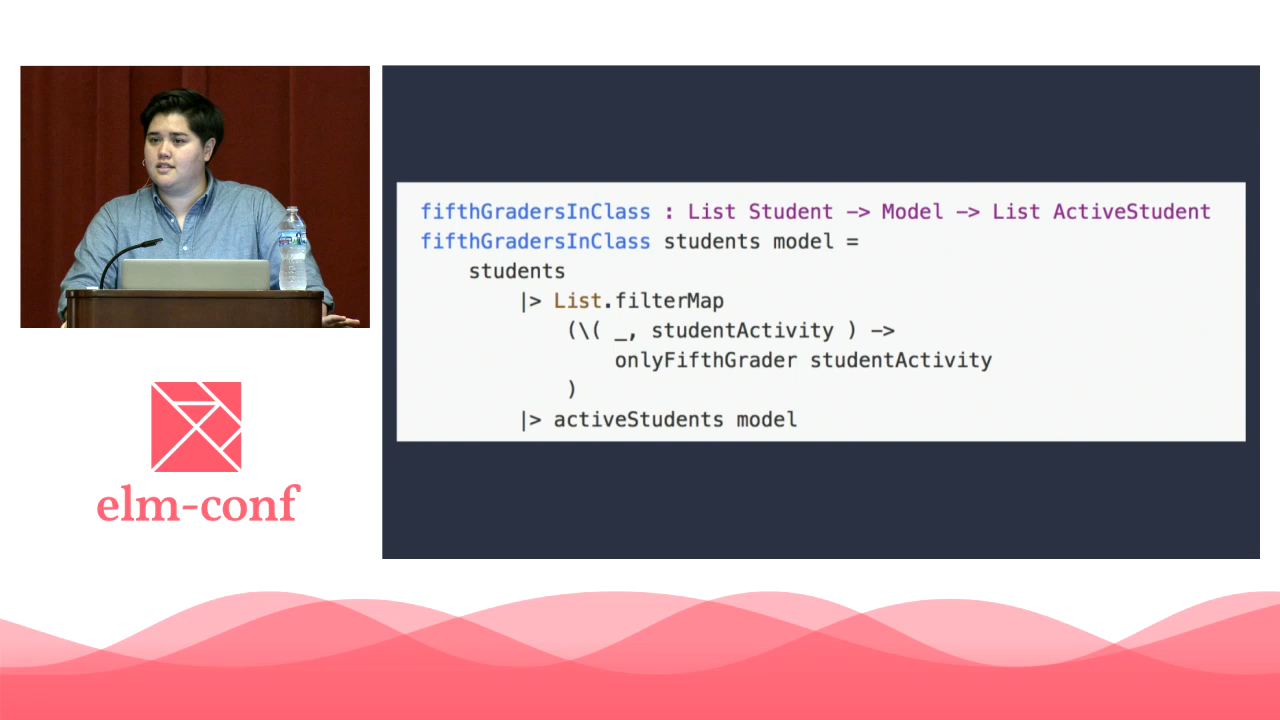 fifthGradersInClass : List Student -> Model -> List ActiveStudent
fifthGradersInClass students model =
    students
        |> List.filterMap
            (\( _, studentActivity ) ->
                onlyFifthGrader studentActivity
            )
        |> activeStudents model
elm-conf